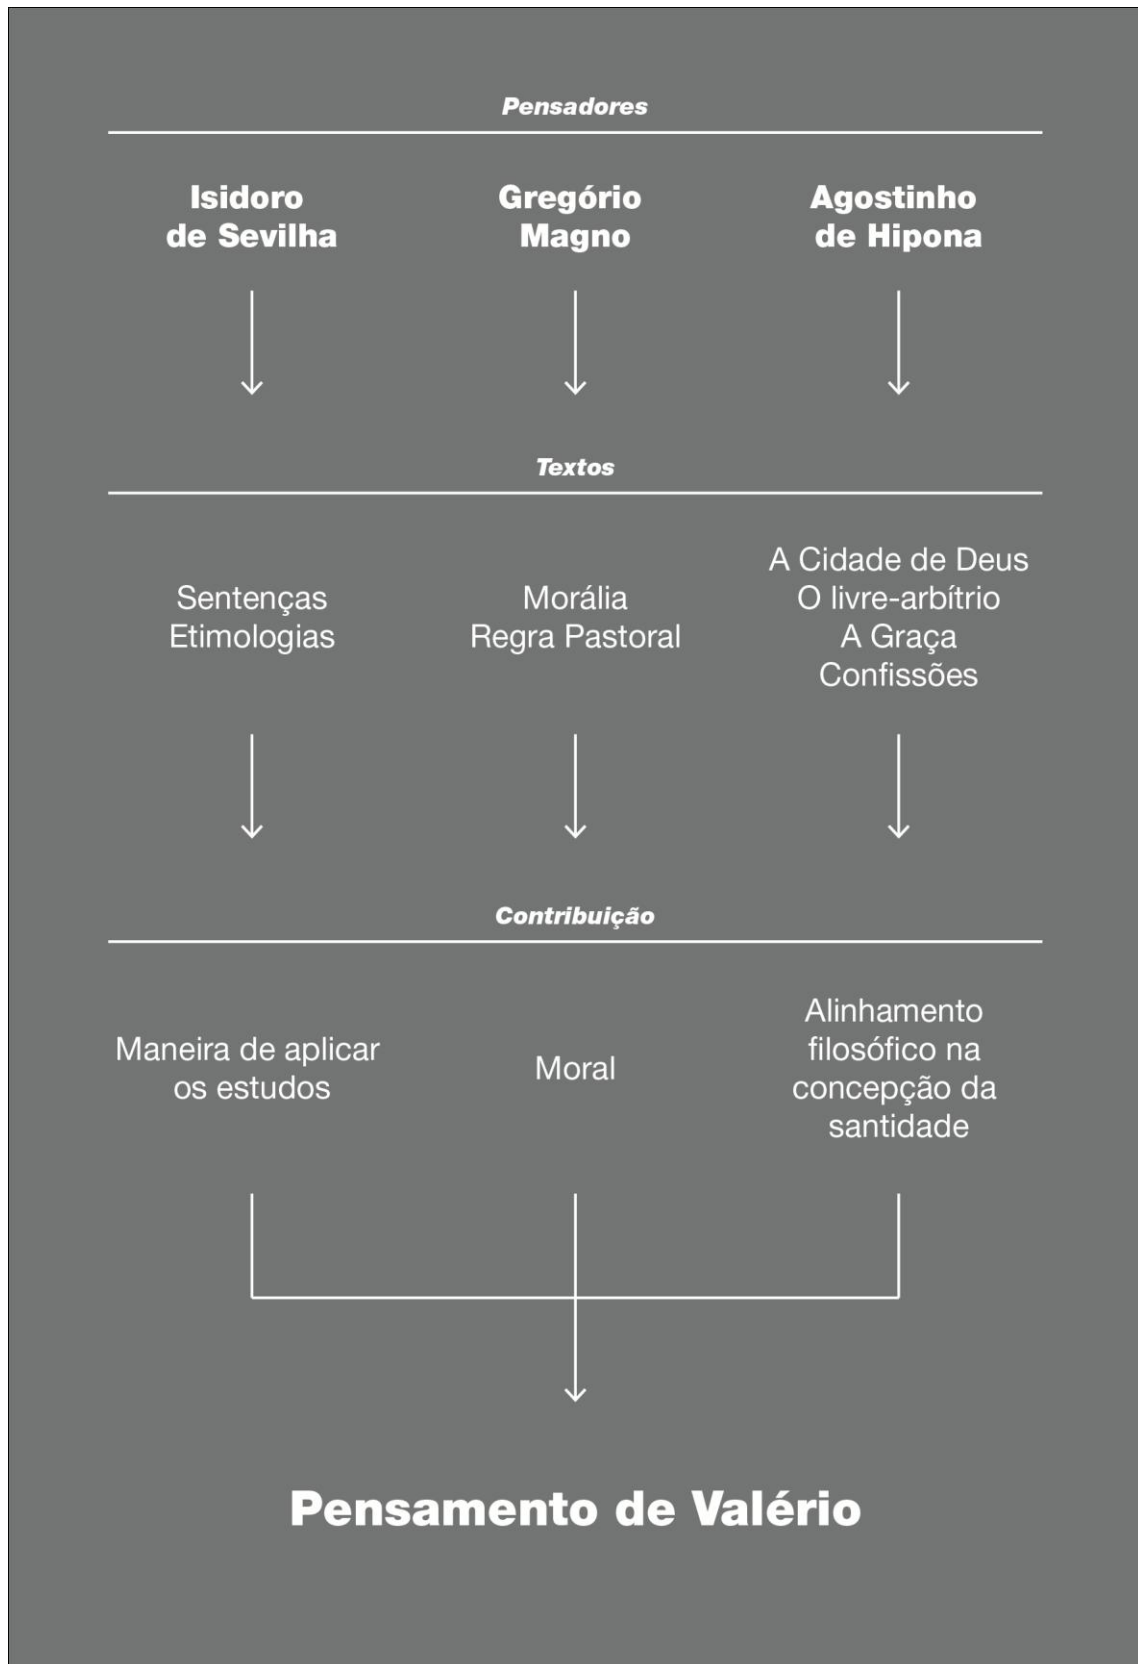 Pensadores
Isidoro
de Sevilha
Gregório
Magno
Agostinho
de Hipona
Textos
Sentenças
Etimologias
Morália
Regra Pastoral
A Cidade de Deus
O livre-arbítrio
A Graça
Confissões
Contribuição
Maneira de aplicar
os estudos
Moral
Alinhamento
filosófico na
concepção da
santidade
Pensamento de Valério